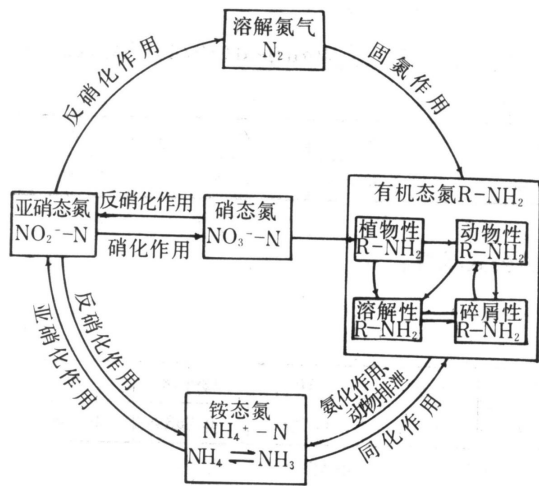 溶解氮气
N₂
反硝化作用
固氮作用
有机态氮R-NH₂
亚硝态氮
NO₂⁻-N
反硝化作用
硝化作用
硝态氮
NO₃⁻-N
植物性
R-NH₂
动物性
R-NH₂
溶解性
R-NH₂
碎屑性
R-NH₂
反硝化作用
亚硝化作用
氨化作用、
动物排泄
同化作用
铵态氮
NH₄⁺-N
NH₄⇌NH₃